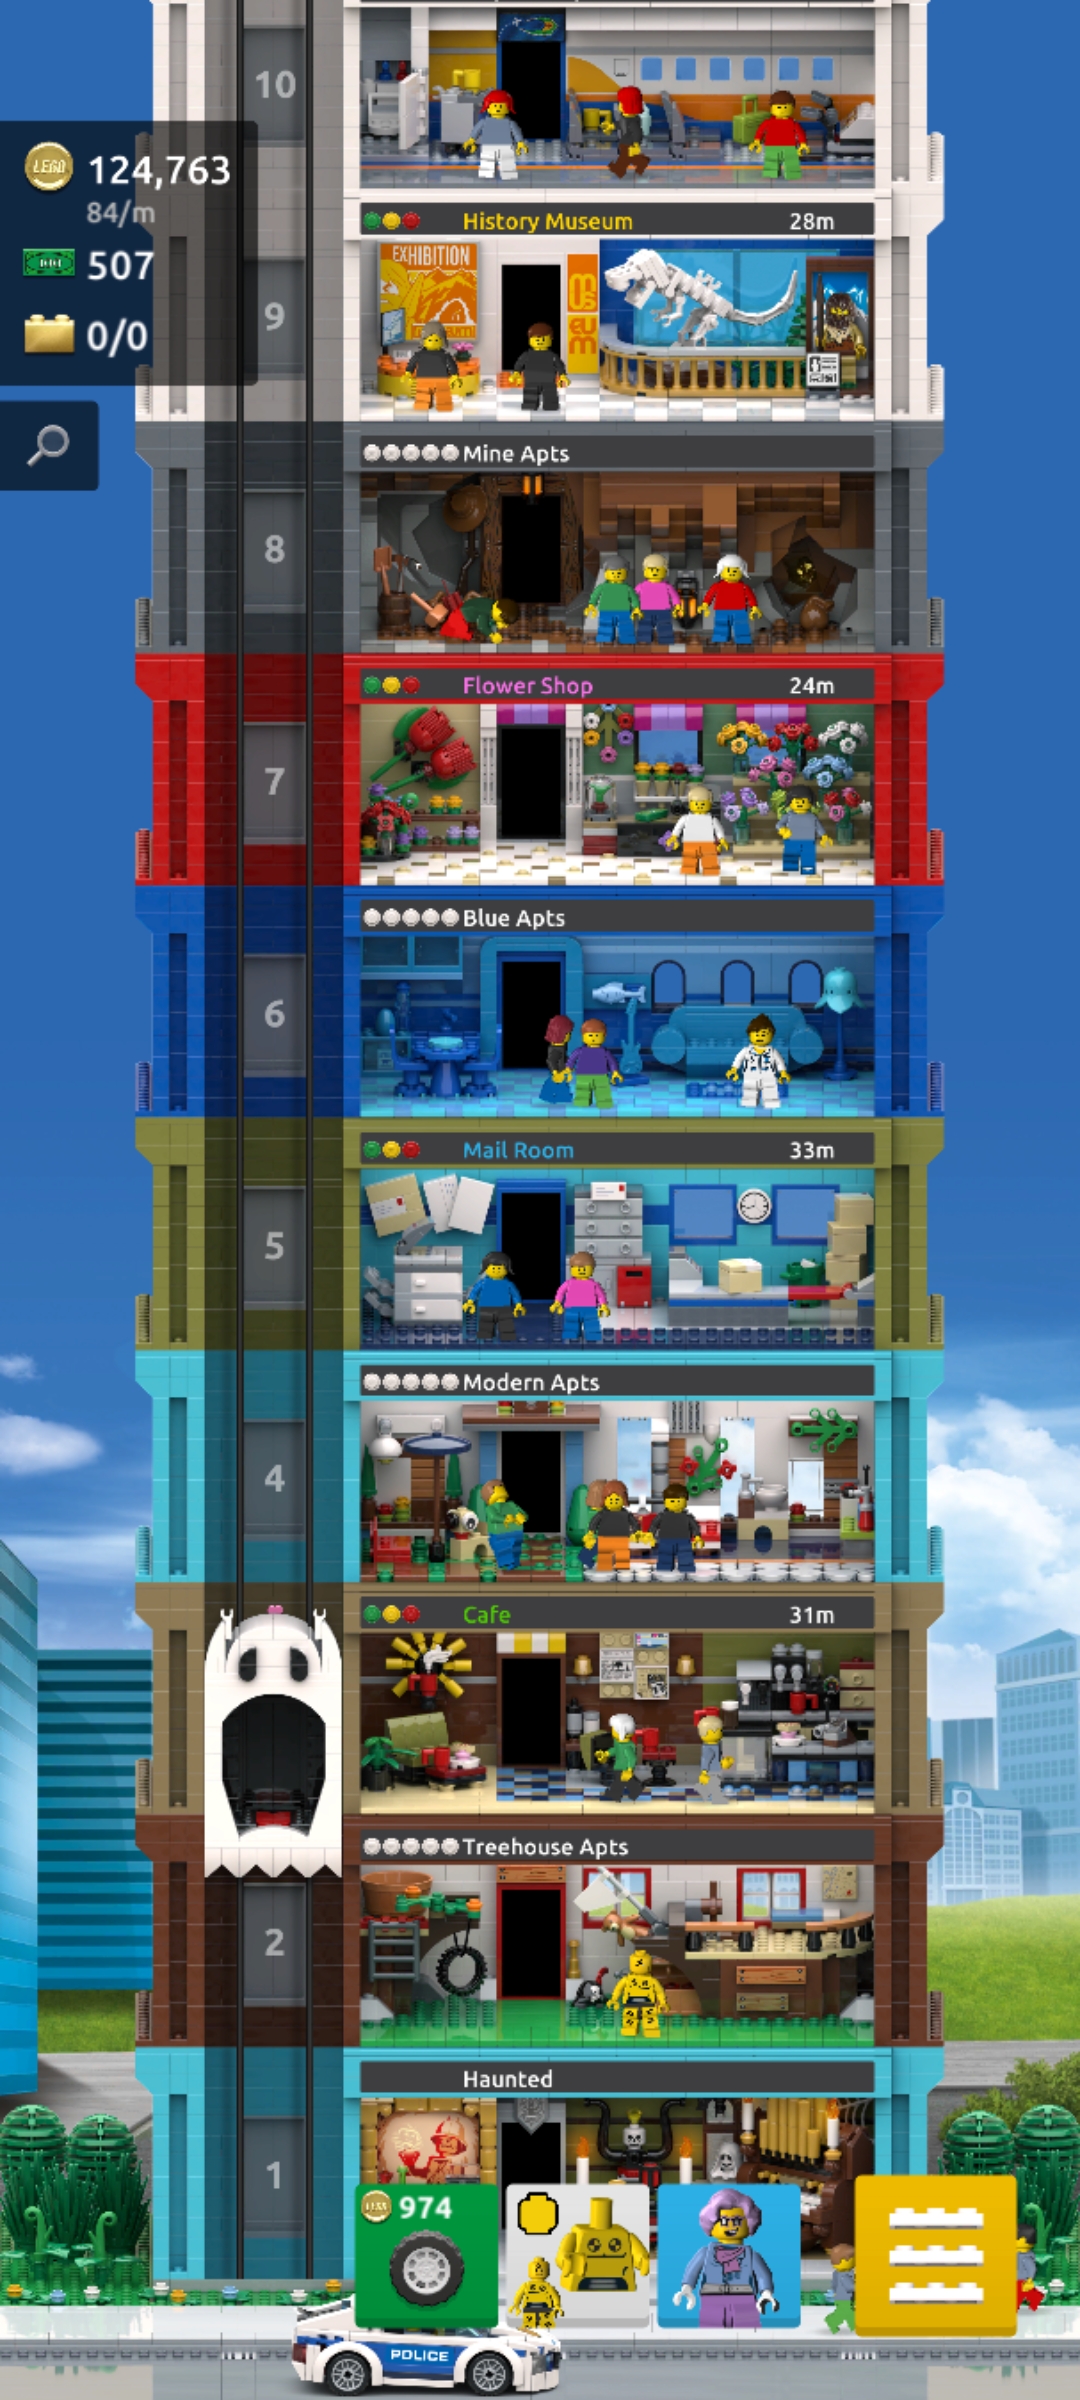 10
LEGO 124,763
84/m
507
0/0
History Museum 28m
EXHIBITION
MUSEUM
9
Mine Apts
8
Flower Shop 24m
7
Blue Apts
6
Mail Room 33m
5
Modern Apts
4
Cafe 31m
Treehouse Apts
2
Haunted
1
974
POLICE